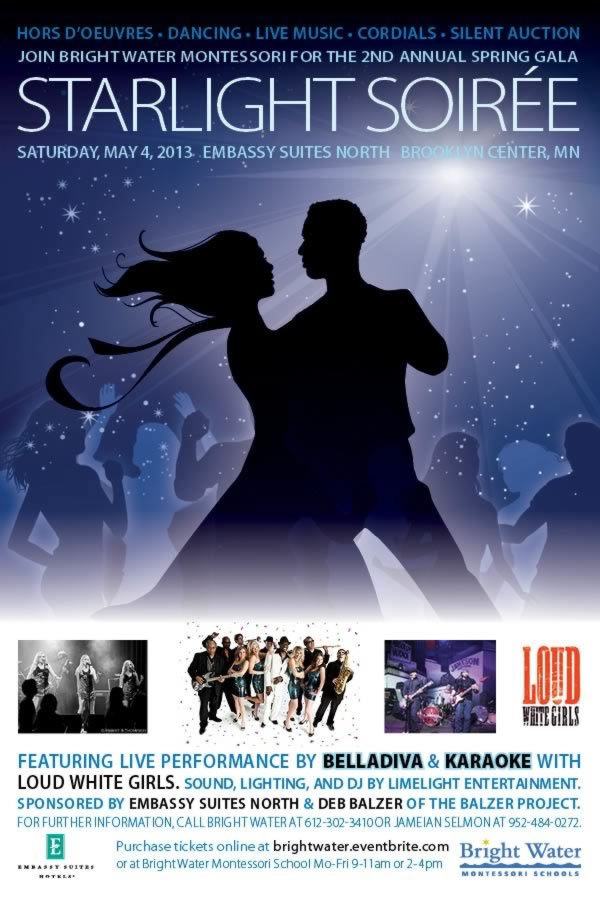 HORS D'OEUVRES • DANCING • LIVE MUSIC • CORDIALS • SILENT AUCTION
JOIN BRIGHT WATER MONTESSORI FOR THE 2ND ANNUAL SPRING GALA
STARLIGHT SOIRÉE
SATURDAY, MAY 4, 2013 EMBASSY SUITES NORTH BROOKLYN CENTER, MN
LOUD
WHITE GIRLS
FEATURING LIVE PERFORMANCE BY BELLADIVA & KARAOKE WITH
LOUD WHITE GIRLS. SOUND, LIGHTING, AND DJ BY LIMELIGHT ENTERTAINMENT.
SPONSORED BY EMBASSY SUITES NORTH & DEB BALZER OF THE BALZER PROJECT.
FOR FURTHER INFORMATION, CALL BRIGHT WATER AT 612-302-3410 OR JAMEIAN SELMON AT 952-484-0272.
E
EMBASSY SUITES
HOTELS®
Purchase tickets online at brightwater.eventbrite.com
or at Bright Water Montessori School Mo-Fri 9-11am or 2-4pm
Bright Water
MONTESSORI SCHOOLS